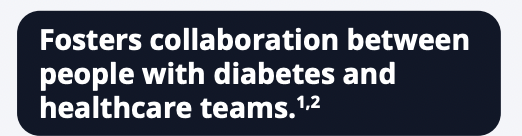 Fosters collaboration between
people with diabetes and
healthcare teams.¹,²